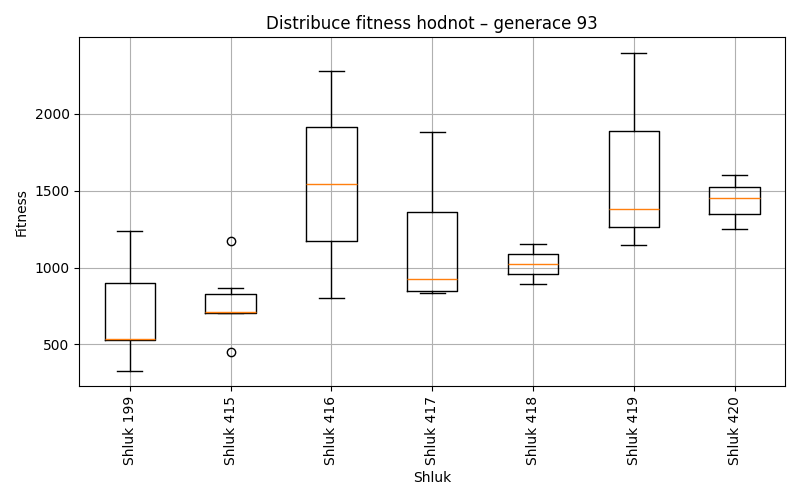 Distribuce fitness hodnot – generace 93
Fitness
2000
1500
1000
500
Shluk 199
Shluk 415
Shluk 416
Shluk 417
Shluk 418
Shluk 419
Shluk 420
Shluk